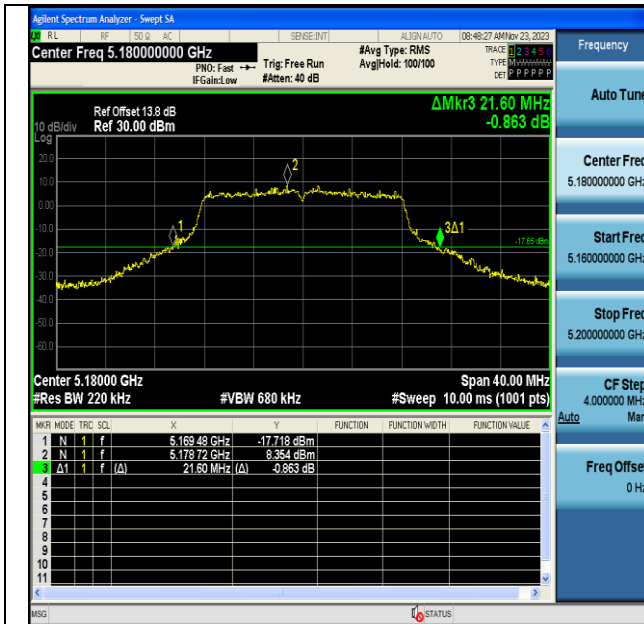 Agilent Spectrum Analyzer - Swept SA
RL RF 50 Ω AC SENSE:INT ALIGN AUTO 08:48:27 AM Nov 23, 2023
Center Freq 5.180000000 GHz #Avg Type: RMS TRACE 1 2 3 4 5 6
PNO: Fast Trig: Free Run Avg|Hold: 100/100 TYPE M
IFGain:Low #Atten: 40 dB DET P P P P P P
ΔMkr3 21.60 MHz
Ref Offset 13.8 dB
10 dB/div Ref 30.00 dBm -0.863 dB
Log
20.0
2
10.0
0.00
1 3Δ1
-10.0
-17.65 dBm
-20.0
-30.0
-40.0
-50.0
-60.0
Center 5.18000 GHz Span 40.00 MHz
#Res BW 220 kHz #VBW 680 kHz #Sweep 10.00 ms (1001 pts)
MKR MODE TRC SCL X Y FUNCTION FUNCTION WIDTH FUNCTION VALUE
1 N 1 f 5.169 48 GHz -17.718 dBm
2 N 1 f 5.178 72 GHz 8.354 dBm
3 Δ1 1 f (Δ) 21.60 MHz (Δ) -0.863 dB
4
5
6
7
8
9
10
11
MSG STATUS
Frequency
Auto Tune
Center Freq
5.180000000 GHz
Start Freq
5.160000000 GHz
Stop Freq
5.200000000 GHz
CF Step
4.000000 MHz
Auto Man
Freq Offset
0 Hz